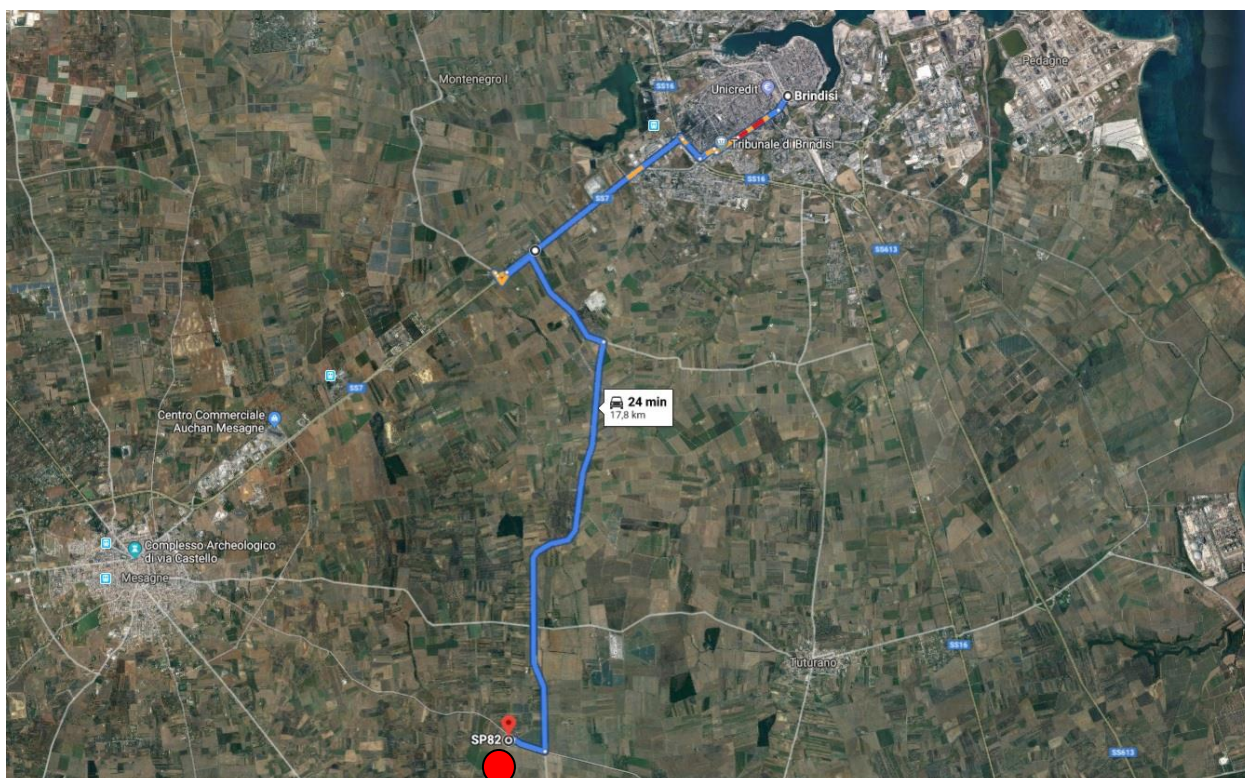 Pedagne
Montenegro I
SS16
Unicredit
Brindisi
Tribunale di Brindisi
SS16
SS7
SS613
24 min
17,8 km
SS7
Centro Commerciale
Auchan Mesagne
Complesso Archeologico
di via Castello
Mesagne
SS16
Tuturano
SP82
SS613